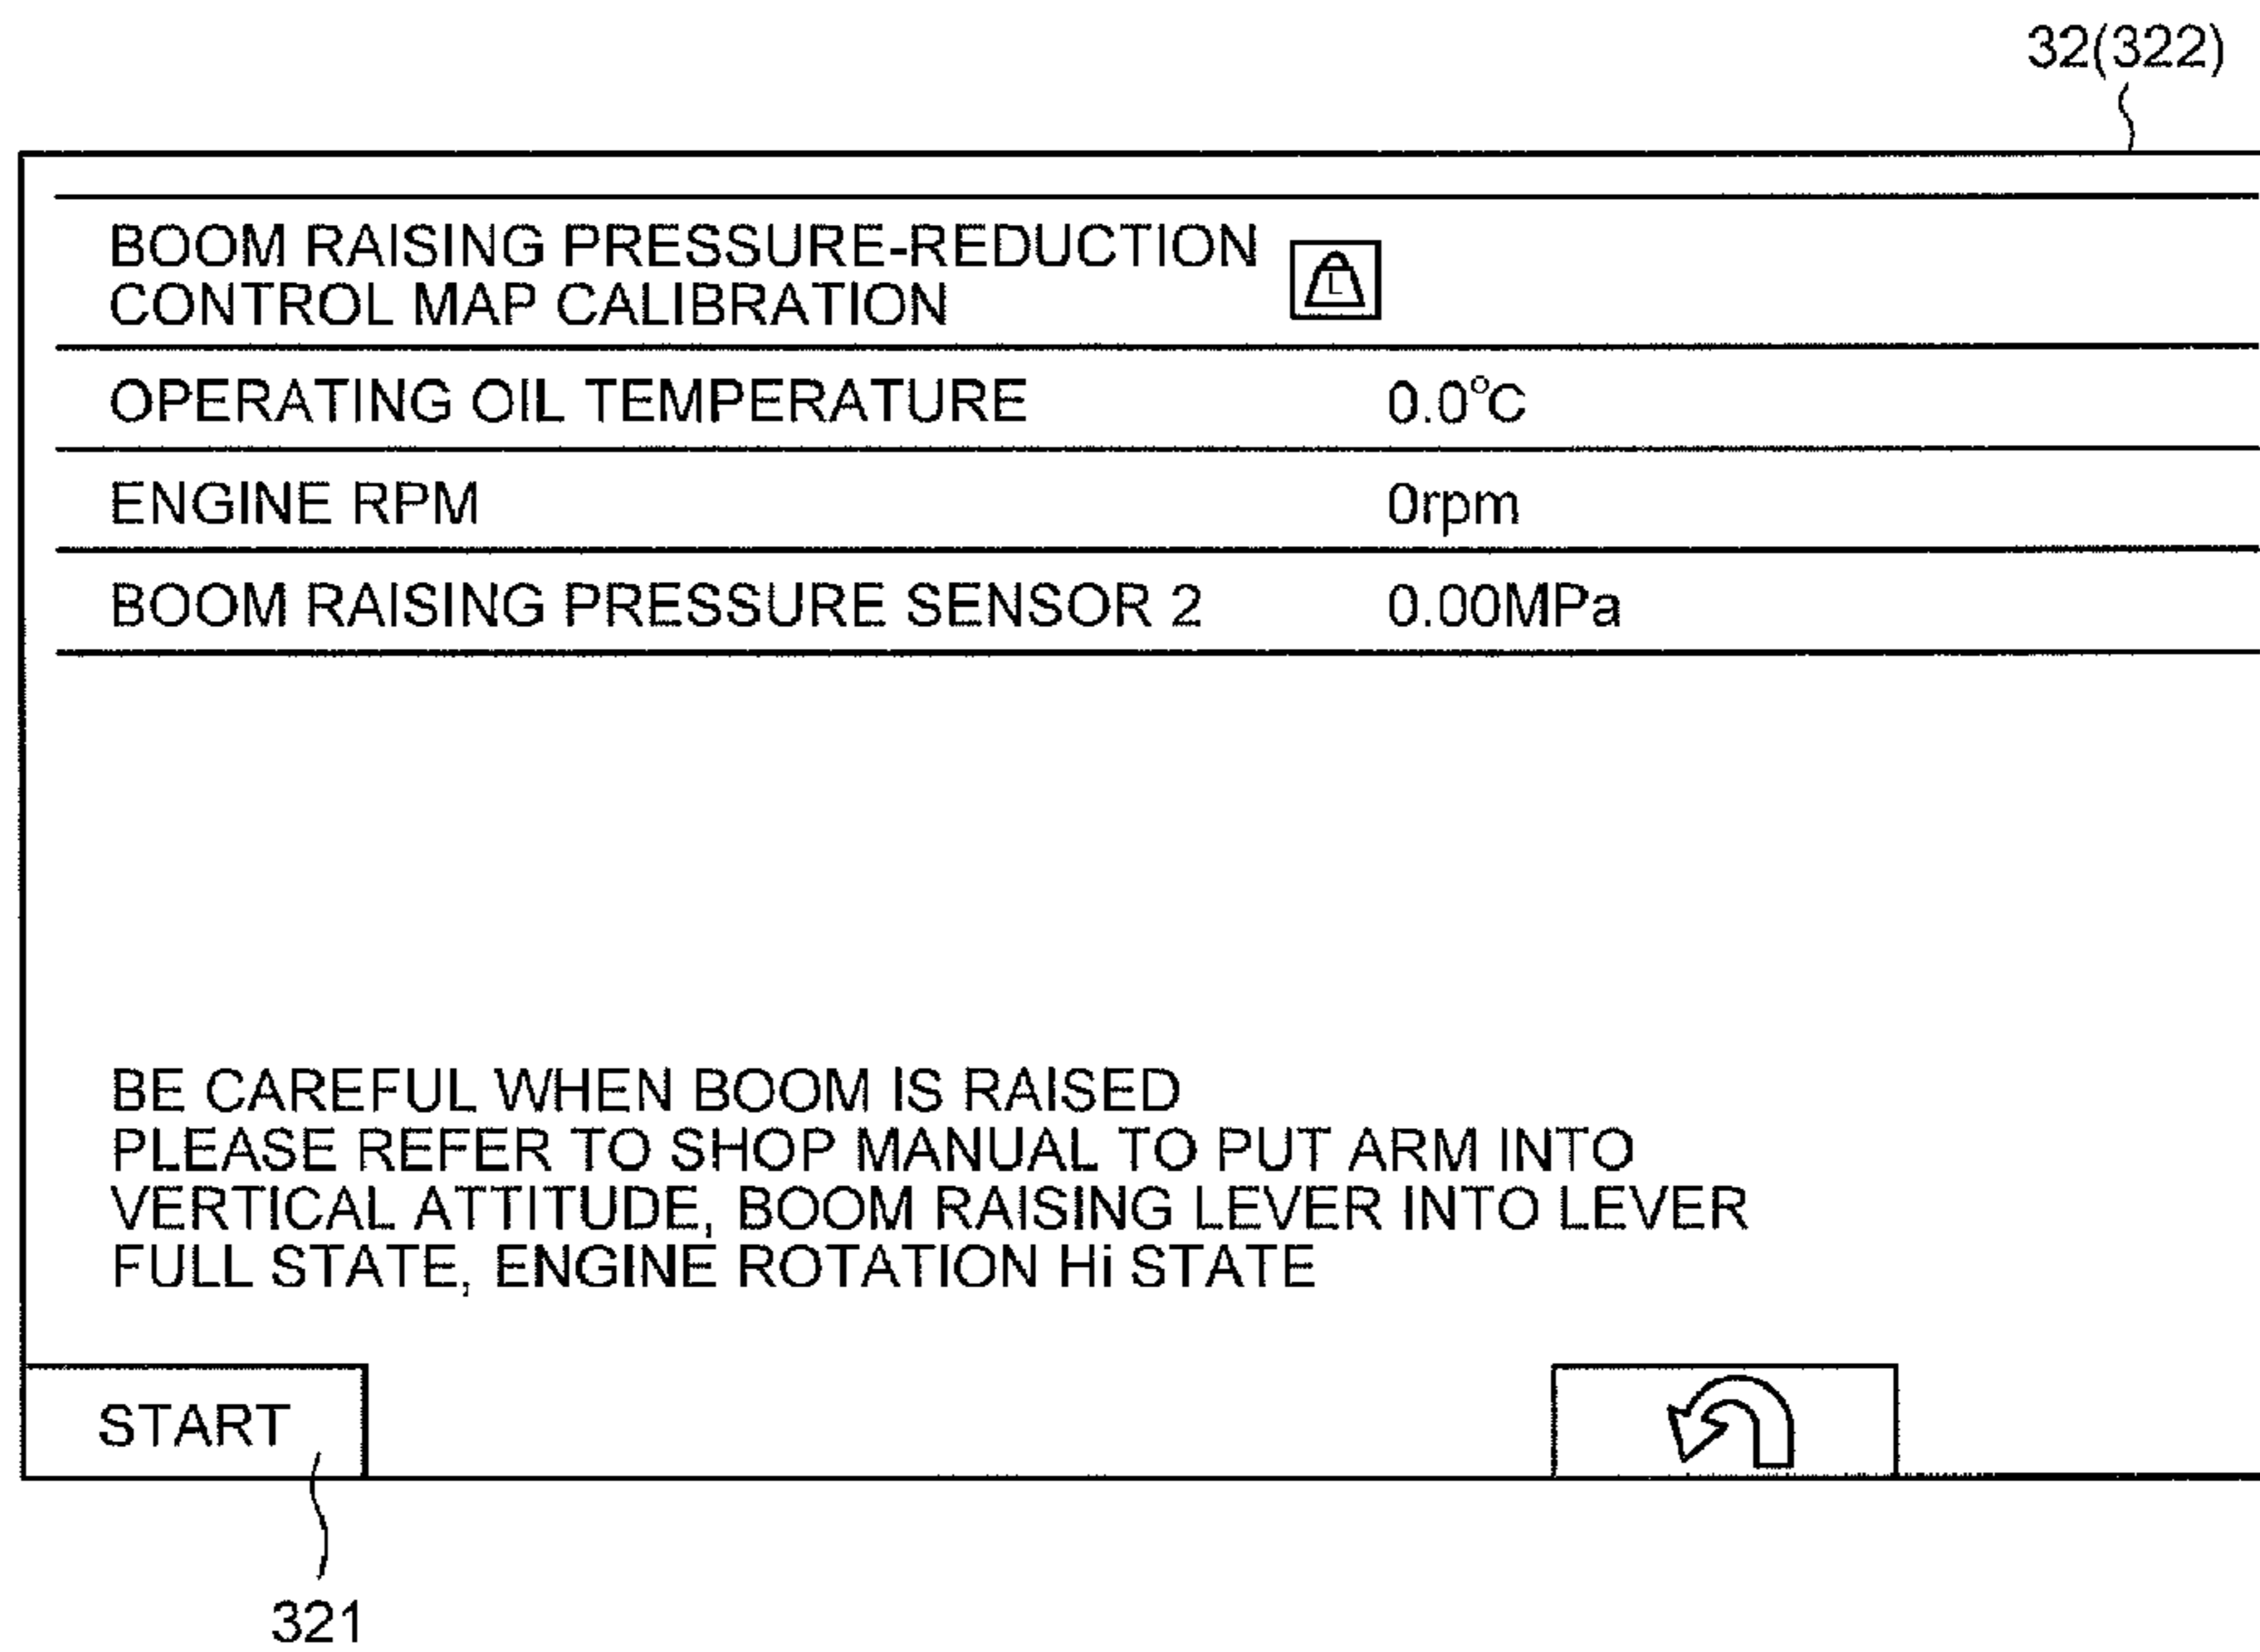 32(322)
BOOM RAISING PRESSURE-REDUCTION
CONTROL MAP CALIBRATION
L
OPERATING OIL TEMPERATURE 0.0°C
ENGINE RPM 0rpm
BOOM RAISING PRESSURE SENSOR 2 0.00MPa
BE CAREFUL WHEN BOOM IS RAISED
PLEASE REFER TO SHOP MANUAL TO PUT ARM INTO
VERTICAL ATTITUDE, BOOM RAISING LEVER INTO LEVER
FULL STATE, ENGINE ROTATION Hi STATE
START
321